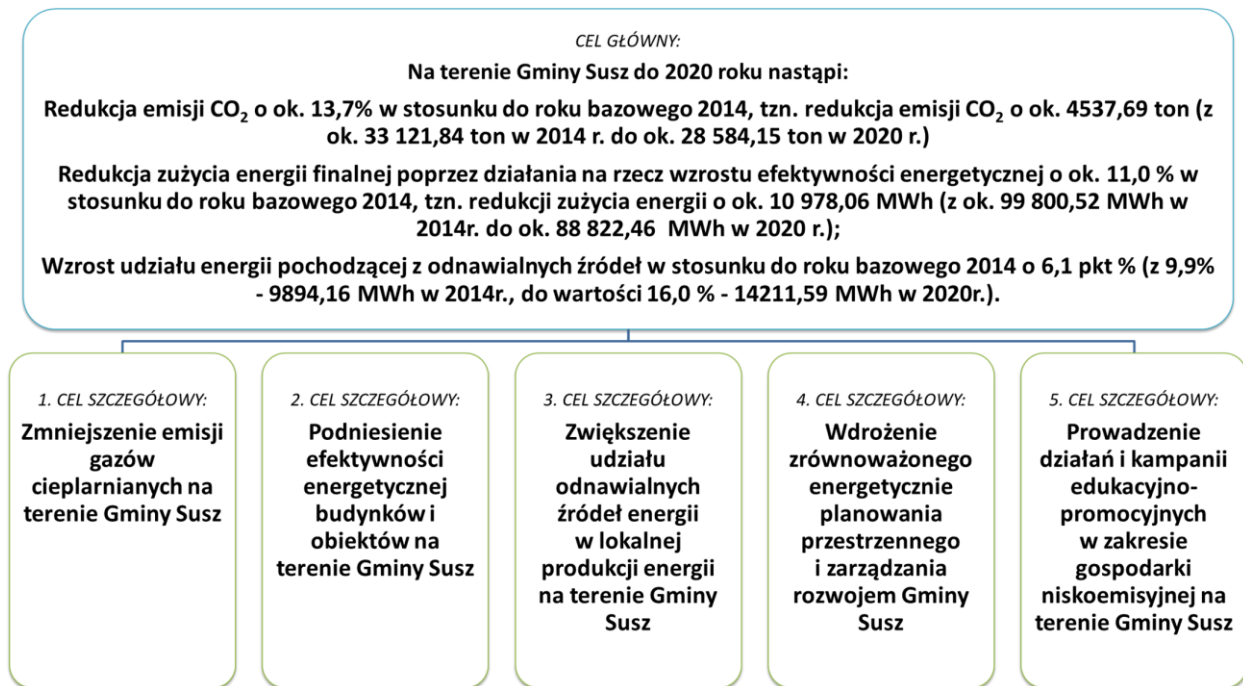 CEL GŁÓWNY:
Na terenie Gminy Susz do 2020 roku nastąpi:
Redukcja emisji CO₂ o ok. 13,7% w stosunku do roku bazowego 2014, tzn. redukcja emisji CO₂ o ok. 4537,69 ton (z
ok. 33 121,84 ton w 2014 r. do ok. 28 584,15 ton w 2020 r.)
Redukcja zużycia energii finalnej poprzez działania na rzecz wzrostu efektywności energetycznej o ok. 11,0 % w
stosunku do roku bazowego 2014, tzn. redukcji zużycia energii o ok. 10 978,06 MWh (z ok. 99 800,52 MWh w
2014r. do ok. 88 822,46 MWh w 2020 r.);
Wzrost udziału energii pochodzącej z odnawialnych źródeł w stosunku do roku bazowego 2014 o 6,1 pkt % (z 9,9%
- 9894,16 MWh w 2014r., do wartości 16,0 % - 14211,59 MWh w 2020r.).
1. CEL SZCZEGÓŁOWY:
Zmniejszenie emisji
gazów
cieplarnianych na
terenie Gminy Susz
2. CEL SZCZEGÓŁOWY:
Podniesienie
efektywności
energetycznej
budynków i
obiektów na
terenie Gminy Susz
3. CEL SZCZEGÓŁOWY:
Zwiększenie
udziału
odnawialnych
źródeł energii
w lokalnej
produkcji energii
na terenie Gminy
Susz
4. CEL SZCZEGÓŁOWY:
Wdrożenie
zrównoważonego
energetycznie
planowania
przestrzennego
i zarządzania
rozwojem Gminy
Susz
5. CEL SZCZEGÓŁOWY:
Prowadzenie
działań i kampanii
edukacyjno-
promocyjnych
w zakresie
gospodarki
niskoemisyjnej na
terenie Gminy Susz